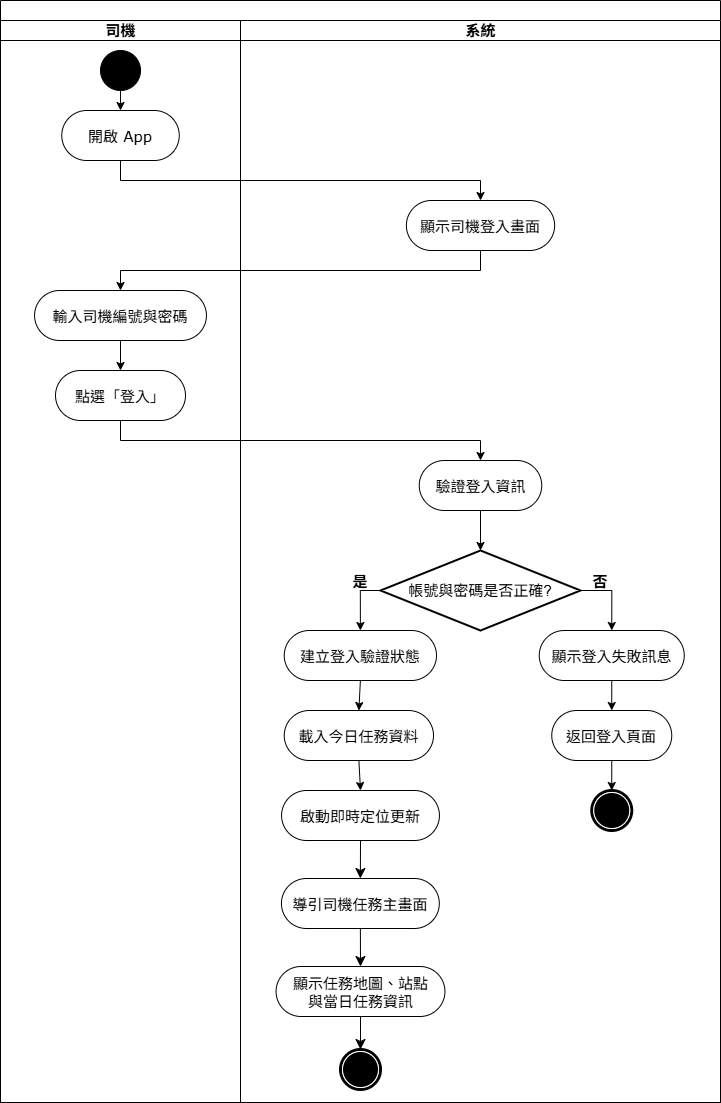 司機
系統
開啟 App
顯示司機登入畫面
輸入司機編號與密碼
點選「登入」
驗證登入資訊
帳號與密碼是否正確?
是
否
建立登入驗證狀態
顯示登入失敗訊息
載入今日任務資料
返回登入頁面
啟動即時定位更新
導引司機任務主畫面
顯示任務地圖、站點
與當日任務資訊